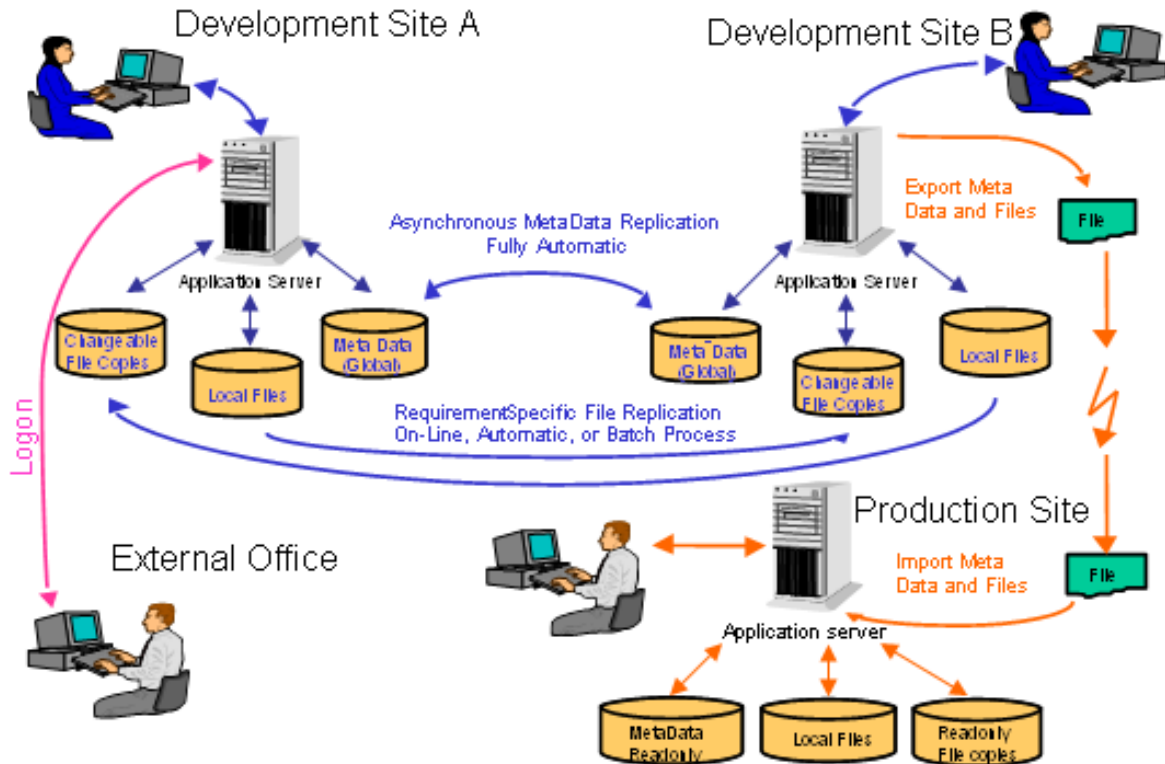 Development Site A
Development Site B
Export Meta
Data and Files
File
Asynchronous MetaData Replication
Fully Automatic
Application Server
Application Server
Changeable
File Copies
Local Files
Meta Data
(Global)
Meta Data
(Global)
Changeable
File Copies
Local Files
RequirementSpecific File Replication
On-Line, Automatic, or Batch Process
Logon
External Office
Production Site
Import Meta
Data and Files
File
Application server
MetaData
Readonly
Local Files
Readonly
File copies